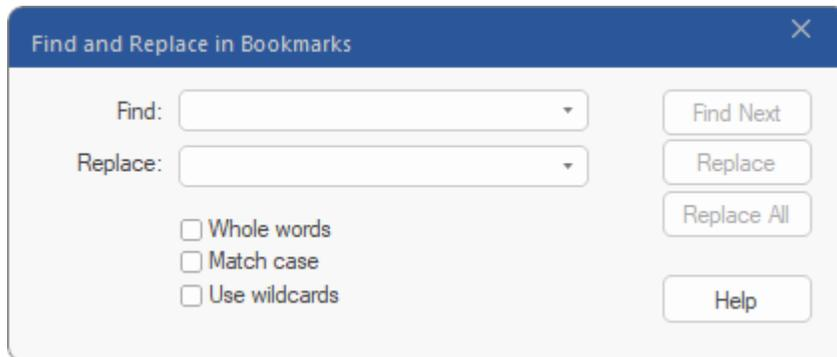 Find and Replace in Bookmarks
Find:
Find Next
Replace:
Replace
Replace All
Whole words
Match case
Use wildcards
Help